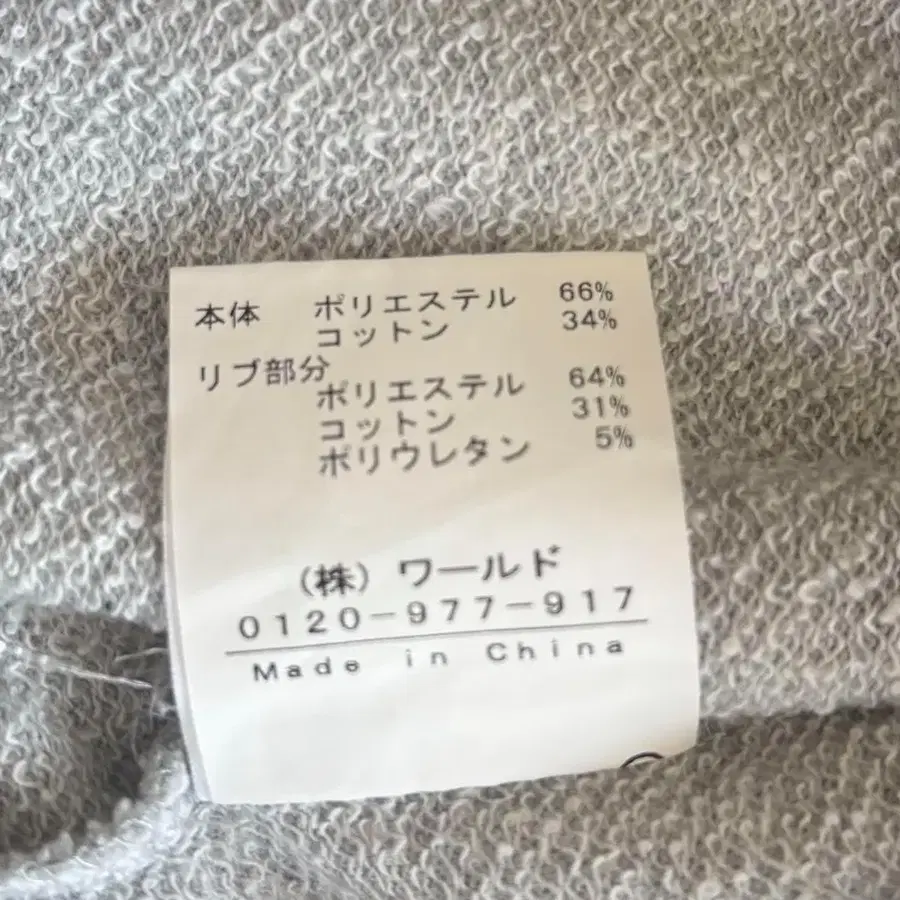 本体 ポリエステル 66%
コットン 34%
リブ部分
ポリエステル 64%
コットン 31%
ポリウレタン 5%
(株) ワールド
0120-977-917
Made in China